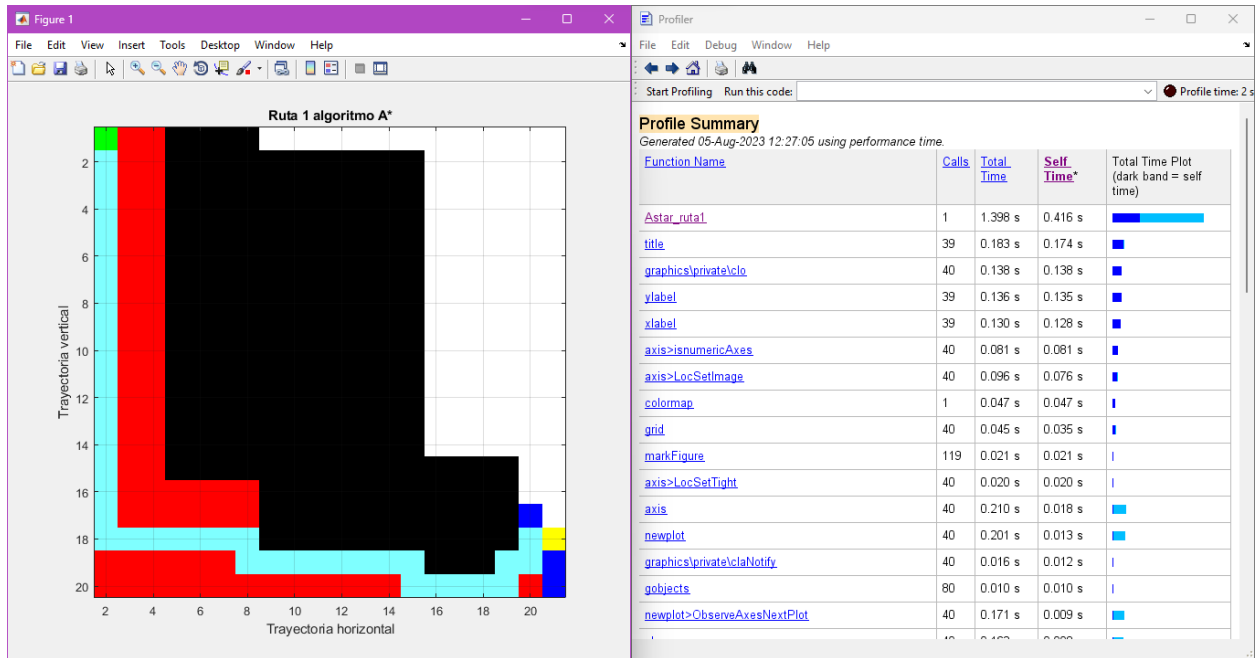 Figure 1
File Edit View Insert Tools Desktop Window Help
Ruta 1 algoritmo A*
2
4
6
8
10
12
14
16
18
20
Trayectoria vertical
2 4 6 8 10 12 14 16 18 20
Trayectoria horizontal
Profiler
File Edit Debug Window Help
Start Profiling Run this code: Profile time: 2 s
Profile Summary
Generated 05-Aug-2023 12:27:05 using performance time.
Function Name Calls Total Time Self Time* Total Time Plot (dark band = self time)
Astar_ruta1 1 1.398 s 0.416 s
title 39 0.183 s 0.174 s
graphics\private\clo 40 0.138 s 0.138 s
ylabel 39 0.136 s 0.135 s
xlabel 39 0.130 s 0.128 s
axis>isnumericAxes 40 0.081 s 0.081 s
axis>LocSetImage 40 0.096 s 0.076 s
colormap 1 0.047 s 0.047 s
grid 40 0.045 s 0.035 s
markFigure 119 0.021 s 0.021 s
axis>LocSetTight 40 0.020 s 0.020 s
axis 40 0.210 s 0.018 s
newplot 40 0.201 s 0.013 s
graphics\private\claNotify 40 0.016 s 0.012 s
gobjects 80 0.010 s 0.010 s
newplot>ObserveAxesNextPlot 40 0.171 s 0.009 s